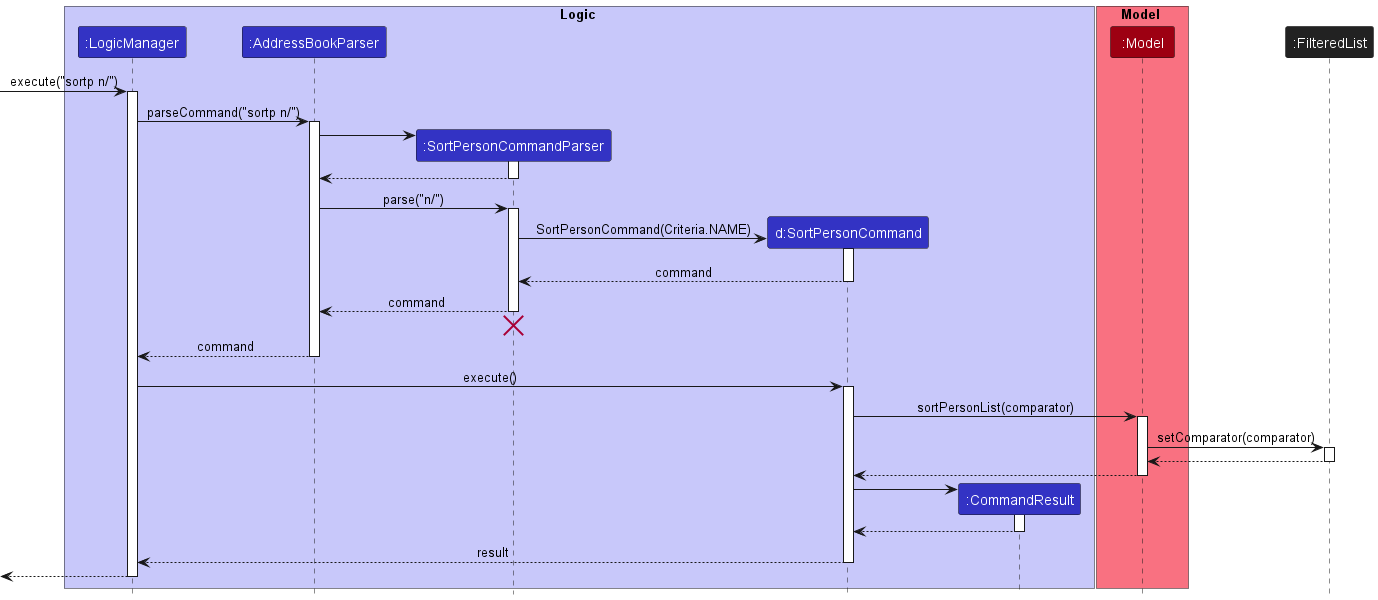 Logic
Model
:LogicManager
:AddressBookParser
:Model
:FilteredList
execute("sortp n/")
parseCommand("sortp n/")
:SortPersonCommandParser
parse("n/")
SortPersonCommand(Criteria.NAME)
d:SortPersonCommand
command
command
command
execute()
sortPersonList(comparator)
setComparator(comparator)
:CommandResult
result